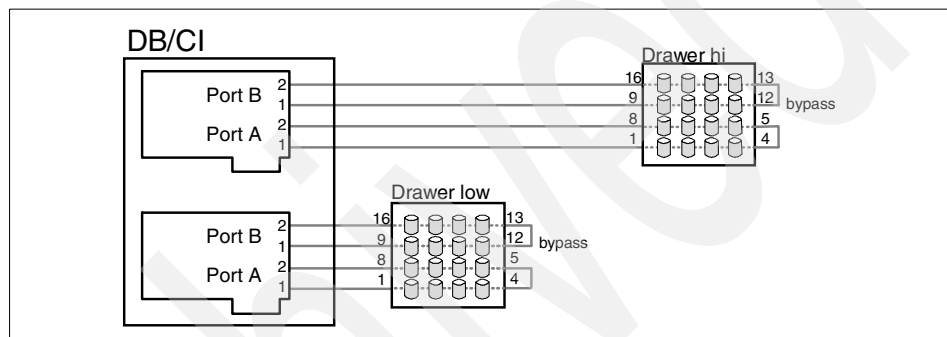 DB/CI
Drawer hi
Port B 2 16 13
1 9 12 bypass
Port A 2 8 5
1 1 4
Drawer low
Port B 2 16 13
1 9 12 bypass
Port A 2 8 5
1 1 4